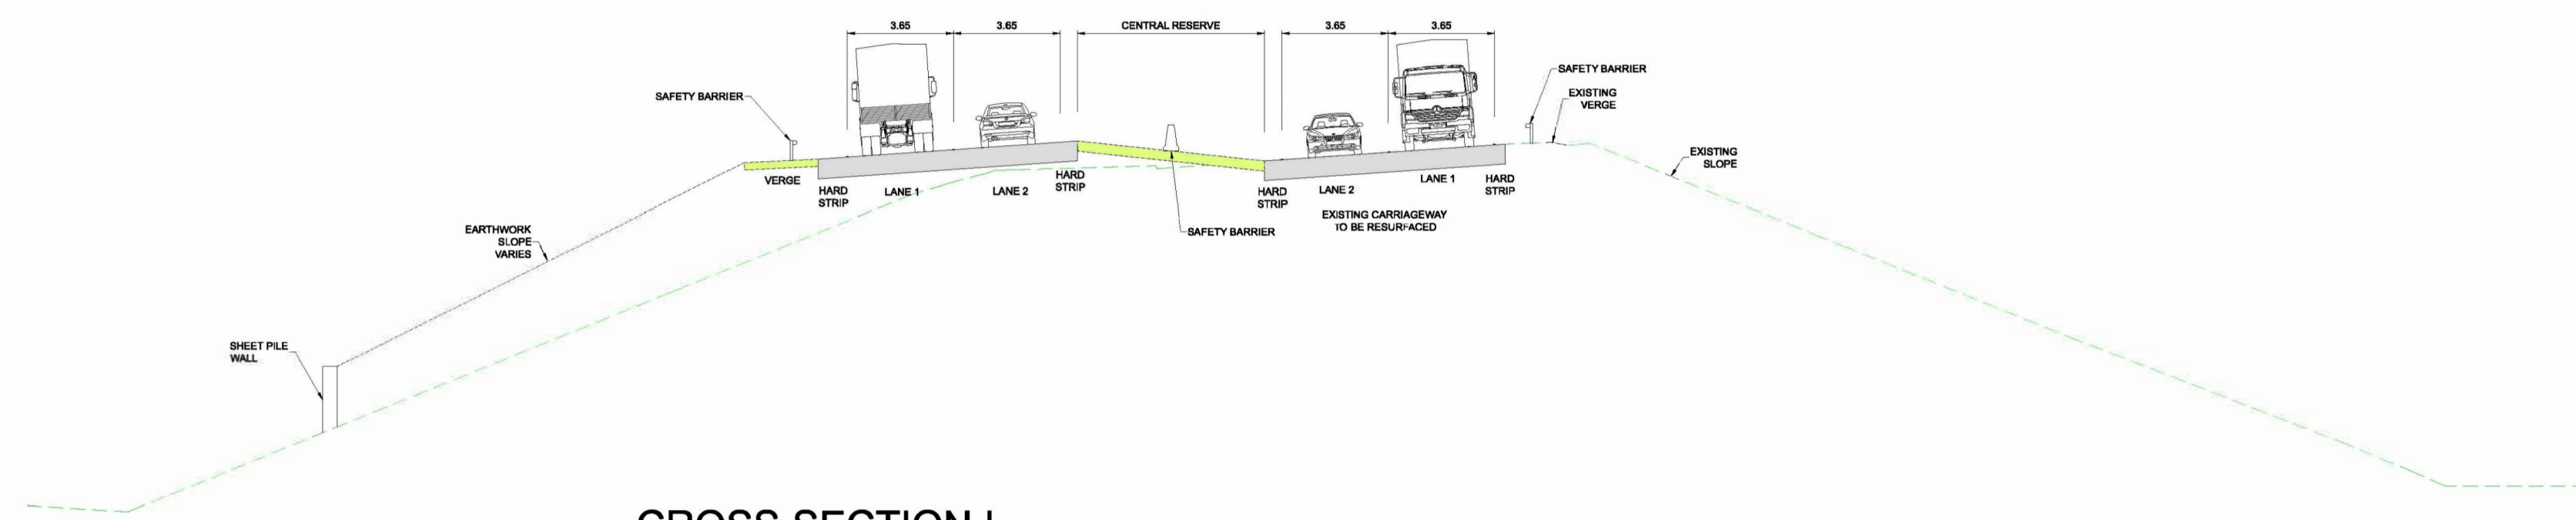 3.65
3.65
CENTRAL RESERVE
3.65
3.65
SAFETY BARRIER
SAFETY BARRIER
EXISTING
VERGE
EXISTING
SLOPE
VERGE
HARD
STRIP
LANE 1
LANE 2
HARD
STRIP
HARD
STRIP
LANE 2
LANE 1
HARD
STRIP
EXISTING CARRIAGEWAY
TO BE RESURFACED
SAFETY BARRIER
EARTHWORK
SLOPE
VARIES
SHEET PILE
WALL
CROSS SECTION